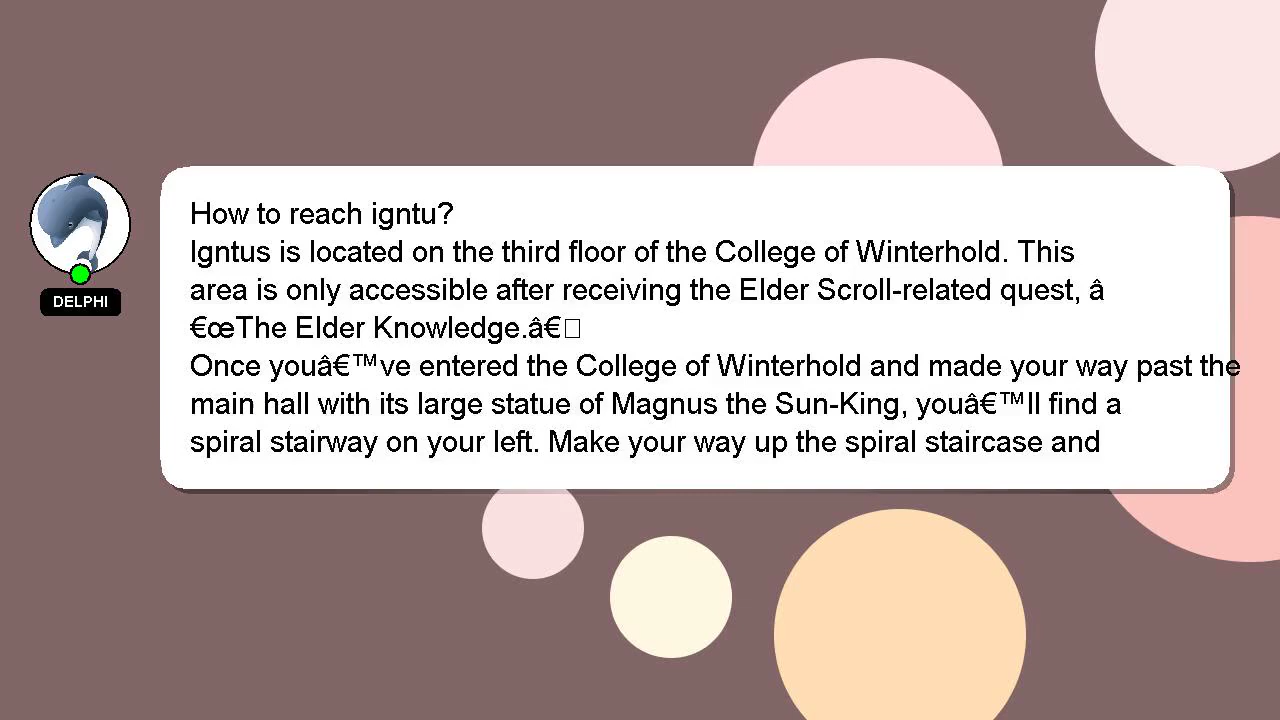 How to reach igntu?
Igntus is located on the third floor of the College of Winterhold. This
area is only accessible after receiving the Elder Scroll-related quest, â
€œThe Elder Knowledge.â€□
Once youâ€™ve entered the College of Winterhold and made your way past the
main hall with its large statue of Magnus the Sun-King, youâ€™ll find a
spiral stairway on your left. Make your way up the spiral staircase and
DELPHI